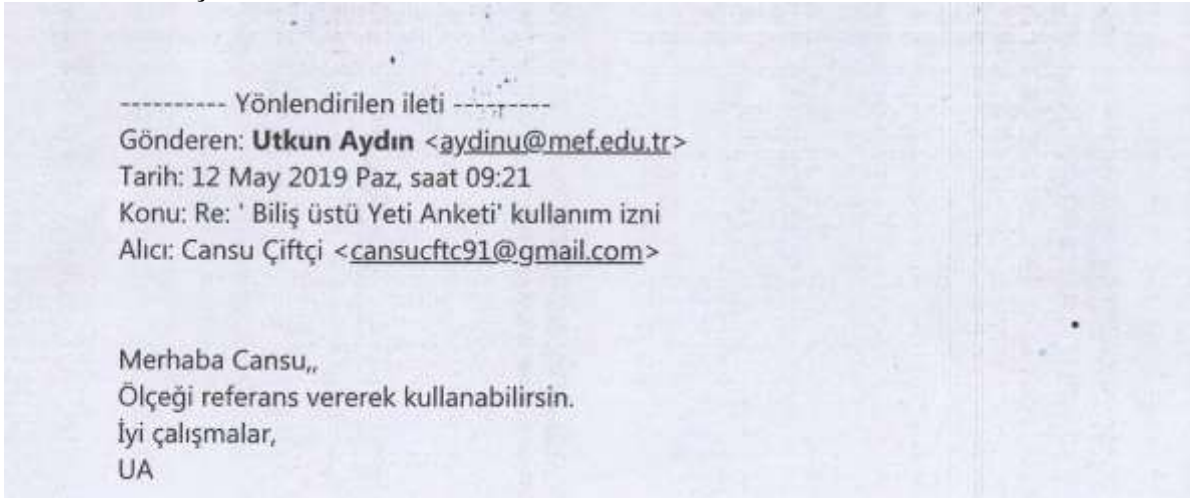 ---------- Yönlendirilen ileti ----------
Gönderen: Utkun Aydın <aydinu@mef.edu.tr>
Tarih: 12 May 2019 Paz, saat 09:21
Konu: Re: ' Biliş üstü Yeti Anketi' kullanım izni
Alıcı: Cansu Çiftçi <cansucftc91@gmail.com>
Merhaba Cansu,,
Ölçeği referans vererek kullanabilirsin.
İyi çalışmalar,
UA